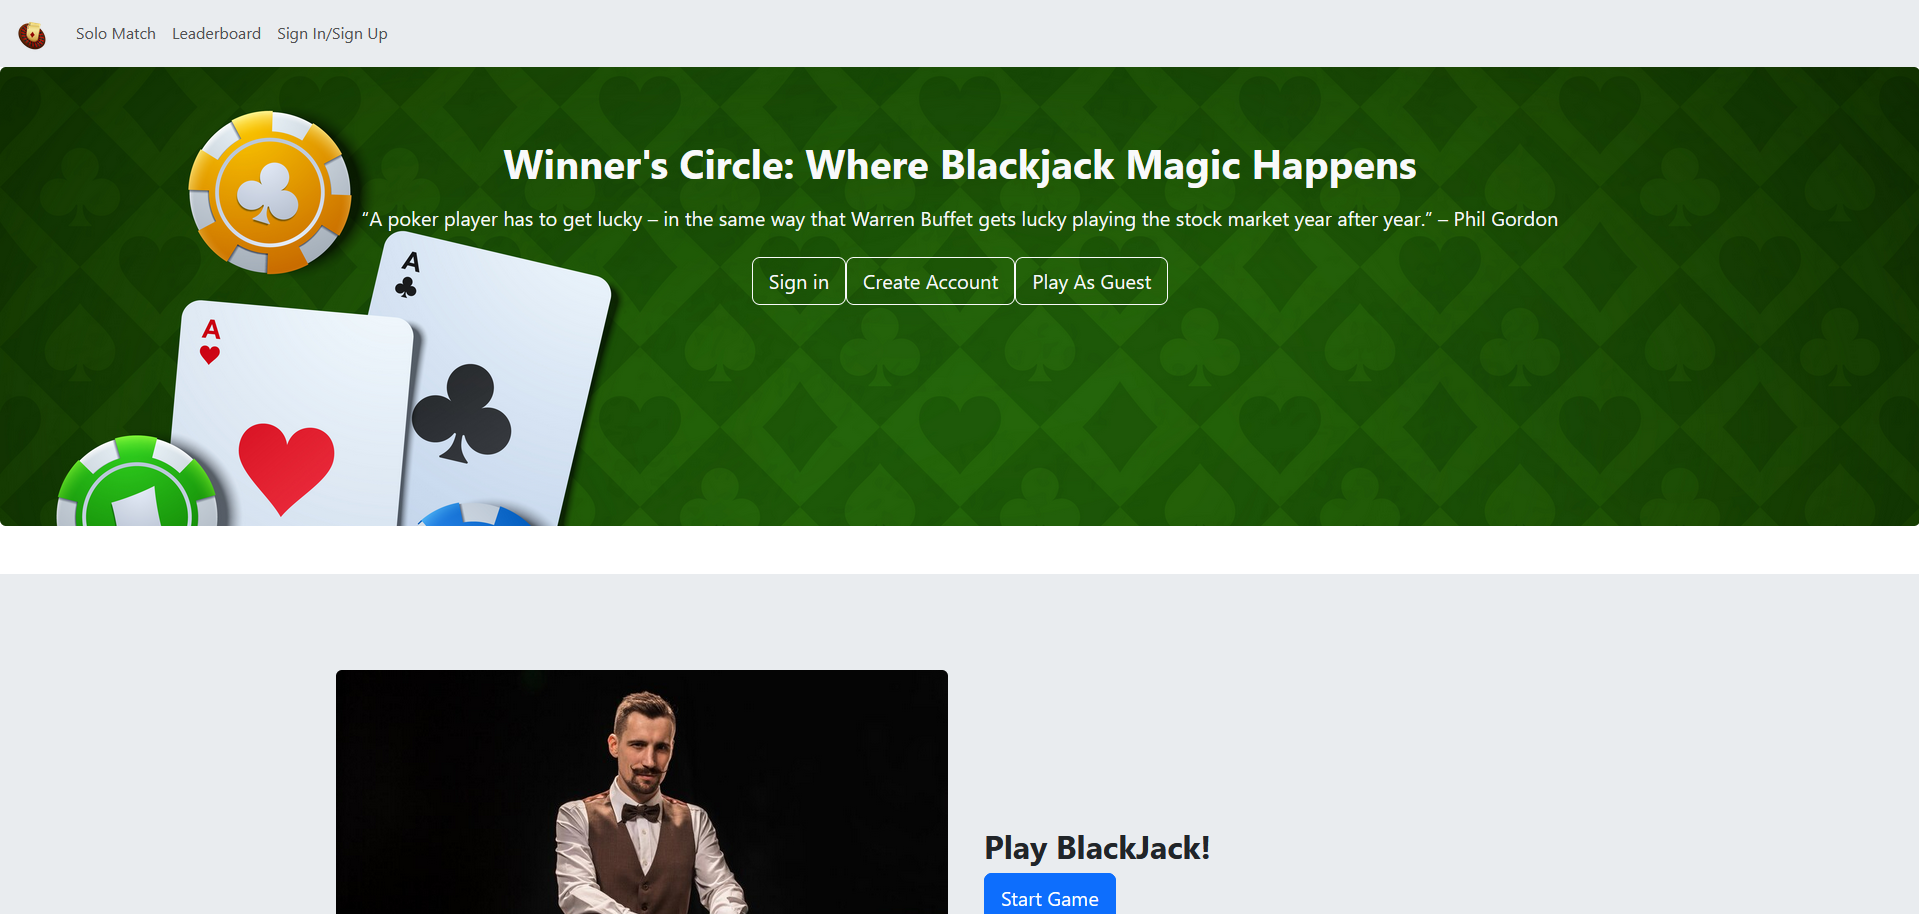 Solo Match Leaderboard Sign In/Sign Up
Winner's Circle: Where Blackjack Magic Happens
“A poker player has to get lucky – in the same way that Warren Buffet gets lucky playing the stock market year after year.” – Phil Gordon
Sign in Create Account Play As Guest
A
A
Play BlackJack!
Start Game